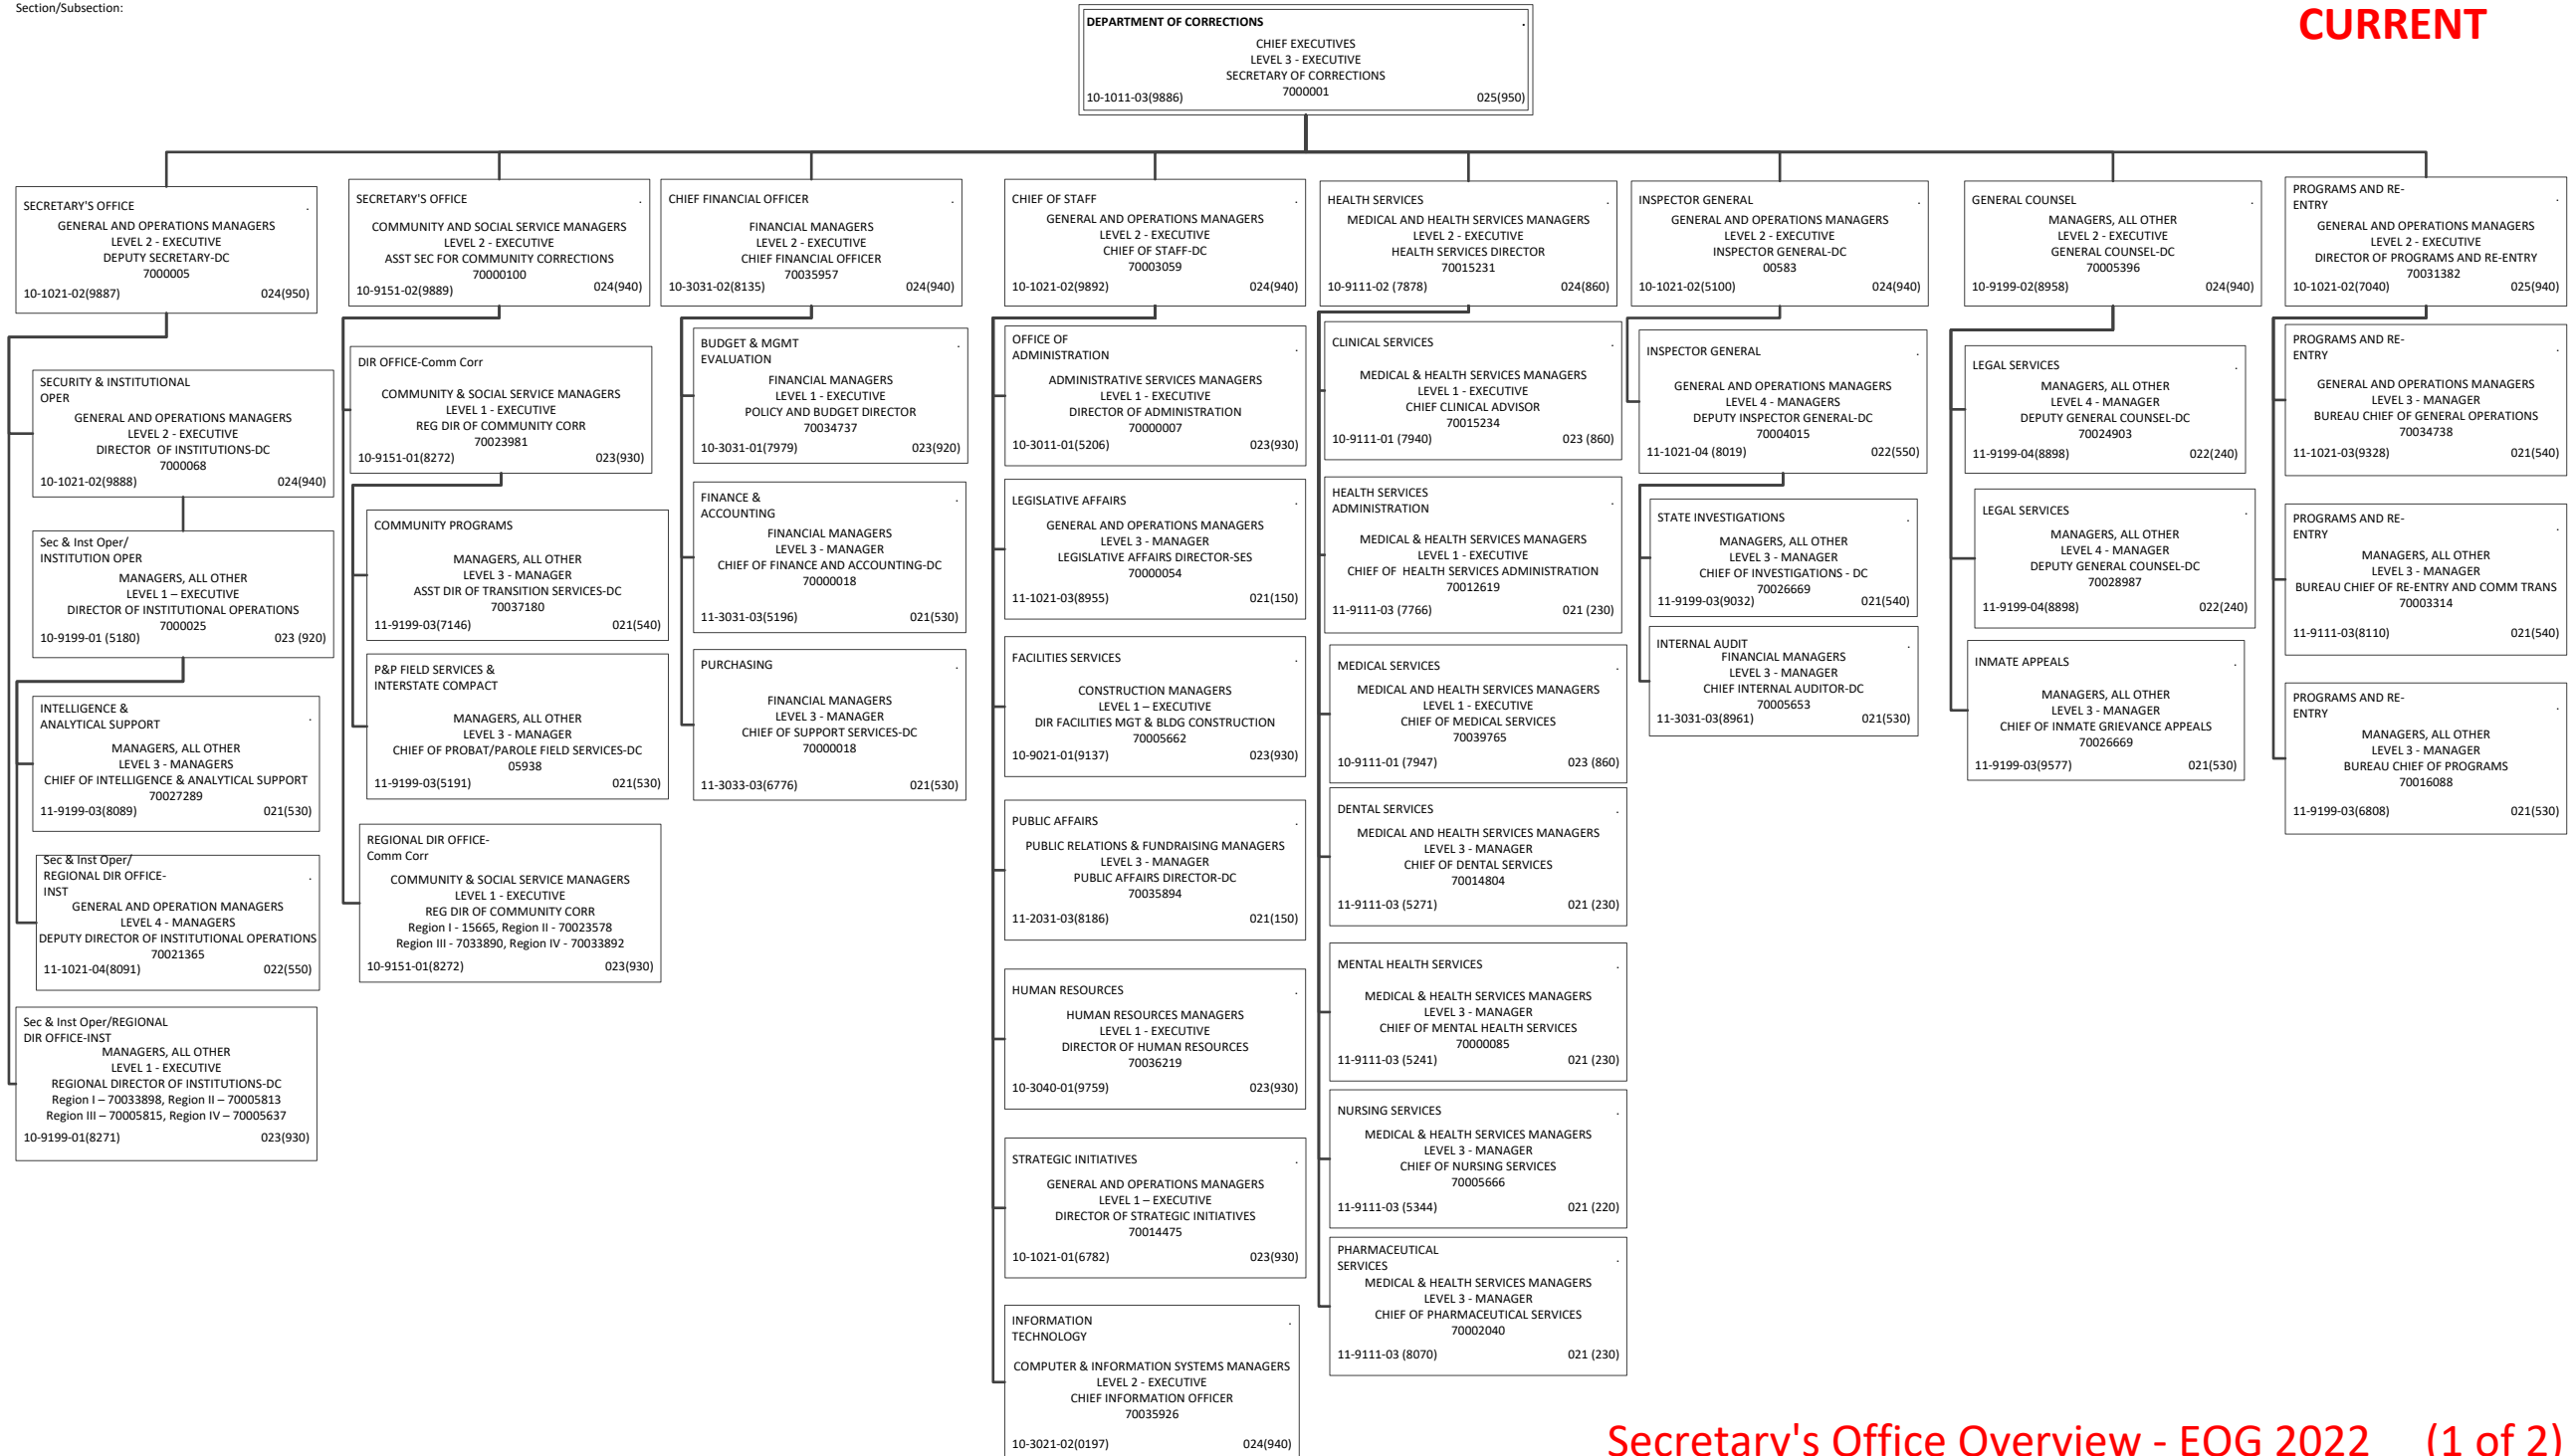 Section/Subsection:
CURRENT
DEPARTMENT OF CORRECTIONS .
CHIEF EXECUTIVES
LEVEL 3 - EXECUTIVE
SECRETARY OF CORRECTIONS
7000001
10-1011-03(9886) 025(950)
SECRETARY'S OFFICE .
GENERAL AND OPERATIONS MANAGERS
LEVEL 2 - EXECUTIVE
DEPUTY SECRETARY-DC
7000005
10-1021-02(9887) 024(950)
SECURITY & INSTITUTIONAL
OPER
GENERAL AND OPERATIONS MANAGERS
LEVEL 2 - EXECUTIVE
DIRECTOR OF INSTITUTIONS-DC
7000068
10-1021-02(9888) 024(940)
Sec & Inst Oper/
INSTITUTION OPER .
MANAGERS, ALL OTHER
LEVEL 1 – EXECUTIVE
DIRECTOR OF INSTITUTIONAL OPERATIONS
7000025
10-9199-01 (5180) 023 (920)
INTELLIGENCE &
ANALYTICAL SUPPORT .
MANAGERS, ALL OTHER
LEVEL 3 - MANAGERS
CHIEF OF INTELLIGENCE & ANALYTICAL SUPPORT
70027289
11-9199-03(8089) 021(530)
Sec & Inst Oper/
REGIONAL DIR OFFICE- .
INST
GENERAL AND OPERATION MANAGERS
LEVEL 4 - MANAGERS
DEPUTY DIRECTOR OF INSTITUTIONAL OPERATIONS
70021365
11-1021-04(8091) 022(550)
Sec & Inst Oper/REGIONAL
DIR OFFICE-INST
MANAGERS, ALL OTHER
LEVEL 1 - EXECUTIVE
REGIONAL DIRECTOR OF INSTITUTIONS-DC
Region I – 70033898, Region II – 70005813
Region III – 70005815, Region IV – 70005637
10-9199-01(8271) 023(930)
SECRETARY'S OFFICE .
COMMUNITY AND SOCIAL SERVICE MANAGERS
LEVEL 2 - EXECUTIVE
ASST SEC FOR COMMUNITY CORRECTIONS
70000100
10-9151-02(9889) 024(940)
DIR OFFICE-Comm Corr .
COMMUNITY & SOCIAL SERVICE MANAGERS
LEVEL 1 - EXECUTIVE
REG DIR OF COMMUNITY CORR
70023981
10-9151-01(8272) 023(930)
COMMUNITY PROGRAMS .
MANAGERS, ALL OTHER
LEVEL 3 - MANAGER
ASST DIR OF TRANSITION SERVICES-DC
70037180
11-9199-03(7146) 021(540)
P&P FIELD SERVICES &
INTERSTATE COMPACT .
MANAGERS, ALL OTHER
LEVEL 3 - MANAGER
CHIEF OF PROBAT/PAROLE FIELD SERVICES-DC
05938
11-9199-03(5191) 021(530)
REGIONAL DIR OFFICE-
Comm Corr
COMMUNITY & SOCIAL SERVICE MANAGERS
LEVEL 1 - EXECUTIVE
REG DIR OF COMMUNITY CORR
Region I - 15665, Region II - 70023578
Region III - 7033890, Region IV - 70033892
10-9151-01(8272) 023(930)
CHIEF FINANCIAL OFFICER .
FINANCIAL MANAGERS
LEVEL 2 - EXECUTIVE
CHIEF FINANCIAL OFFICER
70035957
10-3031-02(8135) 024(940)
BUDGET & MGMT .
EVALUATION
FINANCIAL MANAGERS
LEVEL 1 - EXECUTIVE
POLICY AND BUDGET DIRECTOR
70034737
10-3031-01(7979) 023(920)
FINANCE & .
ACCOUNTING
FINANCIAL MANAGERS
LEVEL 3 - MANAGER
CHIEF OF FINANCE AND ACCOUNTING-DC
70000018
11-3031-03(5196) 021(530)
PURCHASING .
FINANCIAL MANAGERS
LEVEL 3 - MANAGER
CHIEF OF SUPPORT SERVICES-DC
70000018
11-3033-03(6776) 021(530)
CHIEF OF STAFF .
GENERAL AND OPERATIONS MANAGERS
LEVEL 2 - EXECUTIVE
CHIEF OF STAFF-DC
70003059
10-1021-02(9892) 024(940)
OFFICE OF
ADMINISTRATION .
ADMINISTRATIVE SERVICES MANAGERS
LEVEL 1 - EXECUTIVE
DIRECTOR OF ADMINISTRATION
70000007
10-3011-01(5206) 023(930)
LEGISLATIVE AFFAIRS .
GENERAL AND OPERATIONS MANAGERS
LEVEL 3 - MANAGER
LEGISLATIVE AFFAIRS DIRECTOR-SES
70000054
11-1021-03(8955) 021(150)
FACILITIES SERVICES .
CONSTRUCTION MANAGERS
LEVEL 1 – EXECUTIVE
DIR FACILITIES MGT & BLDG CONSTRUCTION
70005662
10-9021-01(9137) 023(930)
PUBLIC AFFAIRS .
PUBLIC RELATIONS & FUNDRAISING MANAGERS
LEVEL 3 - MANAGER
PUBLIC AFFAIRS DIRECTOR-DC
70035894
11-2031-03(8186) 021(150)
HUMAN RESOURCES .
HUMAN RESOURCES MANAGERS
LEVEL 1 - EXECUTIVE
DIRECTOR OF HUMAN RESOURCES
70036219
10-3040-01(9759) 023(930)
STRATEGIC INITIATIVES .
GENERAL AND OPERATIONS MANAGERS
LEVEL 1 – EXECUTIVE
DIRECTOR OF STRATEGIC INITIATIVES
70014475
10-1021-01(6782) 023(930)
INFORMATION .
TECHNOLOGY
COMPUTER & INFORMATION SYSTEMS MANAGERS
LEVEL 2 - EXECUTIVE
CHIEF INFORMATION OFFICER
70035926
10-3021-02(0197) 024(940)
HEALTH SERVICES .
MEDICAL AND HEALTH SERVICES MANAGERS
LEVEL 2 - EXECUTIVE
HEALTH SERVICES DIRECTOR
70015231
10-9111-02 (7878) 024(860)
CLINICAL SERVICES .
MEDICAL & HEALTH SERVICES MANAGERS
LEVEL 1 - EXECUTIVE
CHIEF CLINICAL ADVISOR
70015234
10-9111-01 (7940) 023 (860)
HEALTH SERVICES
ADMINISTRATION .
MEDICAL & HEALTH SERVICES MANAGERS
LEVEL 1 - EXECUTIVE
CHIEF OF HEALTH SERVICES ADMINISTRATION
70012619
11-9111-03 (7766) 021 (230)
MEDICAL SERVICES .
MEDICAL AND HEALTH SERVICES MANAGERS
LEVEL 1 - EXECUTIVE
CHIEF OF MEDICAL SERVICES
70039765
10-9111-01 (7947) 023 (860)
DENTAL SERVICES .
MEDICAL AND HEALTH SERVICES MANAGERS
LEVEL 3 - MANAGER
CHIEF OF DENTAL SERVICES
70014804
11-9111-03 (5271) 021 (230)
MENTAL HEALTH SERVICES .
MEDICAL & HEALTH SERVICES MANAGERS
LEVEL 3 - MANAGER
CHIEF OF MENTAL HEALTH SERVICES
70000085
11-9111-03 (5241) 021 (230)
NURSING SERVICES .
MEDICAL & HEALTH SERVICES MANAGERS
LEVEL 3 - MANAGER
CHIEF OF NURSING SERVICES
70005666
11-9111-03 (5344) 021 (220)
PHARMACEUTICAL
SERVICES .
MEDICAL & HEALTH SERVICES MANAGERS
LEVEL 3 - MANAGER
CHIEF OF PHARMACEUTICAL SERVICES
70002040
11-9111-03 (8070) 021 (230)
INSPECTOR GENERAL .
GENERAL AND OPERATIONS MANAGERS
LEVEL 2 - EXECUTIVE
INSPECTOR GENERAL-DC
00583
10-1021-02(5100) 024(940)
INSPECTOR GENERAL .
GENERAL AND OPERATIONS MANAGERS
LEVEL 4 - MANAGERS
DEPUTY INSPECTOR GENERAL-DC
70004015
11-1021-04 (8019) 022(550)
STATE INVESTIGATIONS .
MANAGERS, ALL OTHER
LEVEL 3 - MANAGER
CHIEF OF INVESTIGATIONS - DC
70026669
11-9199-03(9032) 021(540)
INTERNAL AUDIT .
FINANCIAL MANAGERS
LEVEL 3 - MANAGER
CHIEF INTERNAL AUDITOR-DC
70005653
11-3031-03(8961) 021(530)
GENERAL COUNSEL .
MANAGERS, ALL OTHER
LEVEL 2 - EXECUTIVE
GENERAL COUNSEL-DC
70005396
10-9199-02(8958) 024(940)
LEGAL SERVICES .
MANAGERS, ALL OTHER
LEVEL 4 - MANAGER
DEPUTY GENERAL COUNSEL-DC
70024903
11-9199-04(8898) 022(240)
LEGAL SERVICES .
MANAGERS, ALL OTHER
LEVEL 4 - MANAGER
DEPUTY GENERAL COUNSEL-DC
70028987
11-9199-04(8898) 022(240)
INMATE APPEALS .
MANAGERS, ALL OTHER
LEVEL 3 - MANAGER
CHIEF OF INMATE GRIEVANCE APPEALS
70026669
11-9199-03(9577) 021(530)
PROGRAMS AND RE-
ENTRY .
GENERAL AND OPERATIONS MANAGERS
LEVEL 2 - EXECUTIVE
DIRECTOR OF PROGRAMS AND RE-ENTRY
70031382
10-1021-02(7040) 025(940)
PROGRAMS AND RE-
ENTRY .
GENERAL AND OPERATIONS MANAGERS
LEVEL 3 - MANAGER
BUREAU CHIEF OF GENERAL OPERATIONS
70034738
11-1021-03(9328) 021(540)
PROGRAMS AND RE-
ENTRY .
MANAGERS, ALL OTHER
LEVEL 3 - MANAGER
BUREAU CHIEF OF RE-ENTRY AND COMM TRANS
70003314
11-9111-03(8110) 021(540)
PROGRAMS AND RE-
ENTRY .
MANAGERS, ALL OTHER
LEVEL 3 - MANAGER
BUREAU CHIEF OF PROGRAMS
70016088
11-9199-03(6808) 021(530)
Secretary's Office Overview - EOG 2022 (1 of 2)